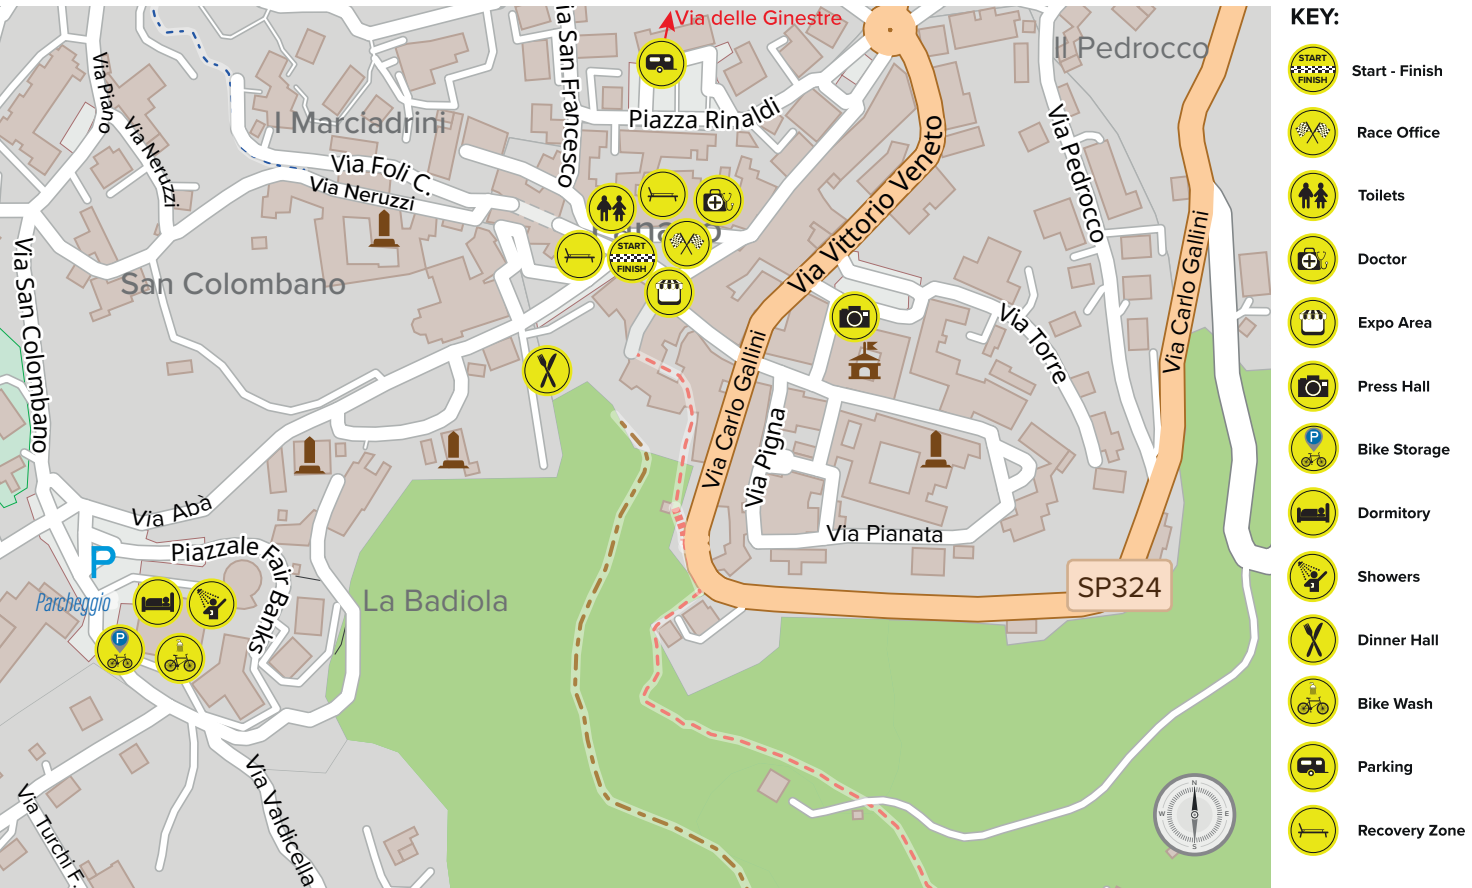 Via delle Ginestre
KEY:
Via San Francesco
Il Pedrocco
Via Piano
START
FINISH
Start - Finish
I Marciadrini
Piazza Rinaldi
Via Neruzzi
Via Foli C.
Via Pedrocco
Race Office
Via Neruzzi
Via Vittorio Veneto
Toilets
START
FINISH
Via San Colombano
San Colombano
Via Carlo Gallini
Doctor
Expo Area
Via Torre
Via Carlo Gallini
Press Hall
Via Pigna
P
Bike Storage
Via Abà
Dormitory
Via Pianata
P
Piazzale Fair Banks
Showers
SP324
Parcheggio
La Badiola
P
Dinner Hall
Bike Wash
Via Valdicella
Parking
N
W
E
S
Via Turchi F.
Recovery Zone